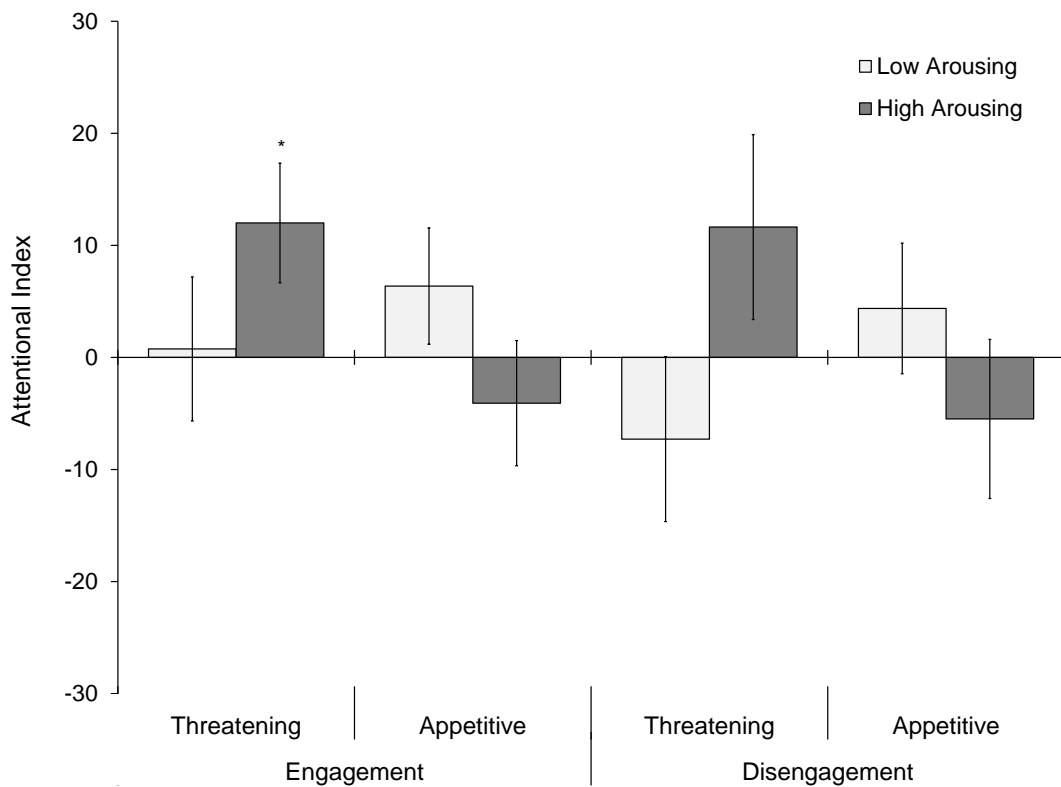 30
Low Arousing
High Arousing
20
*
10
0
-10
-20
-30
Attentional Index
Threatening Appetitive Threatening Appetitive
Engagement Disengagement